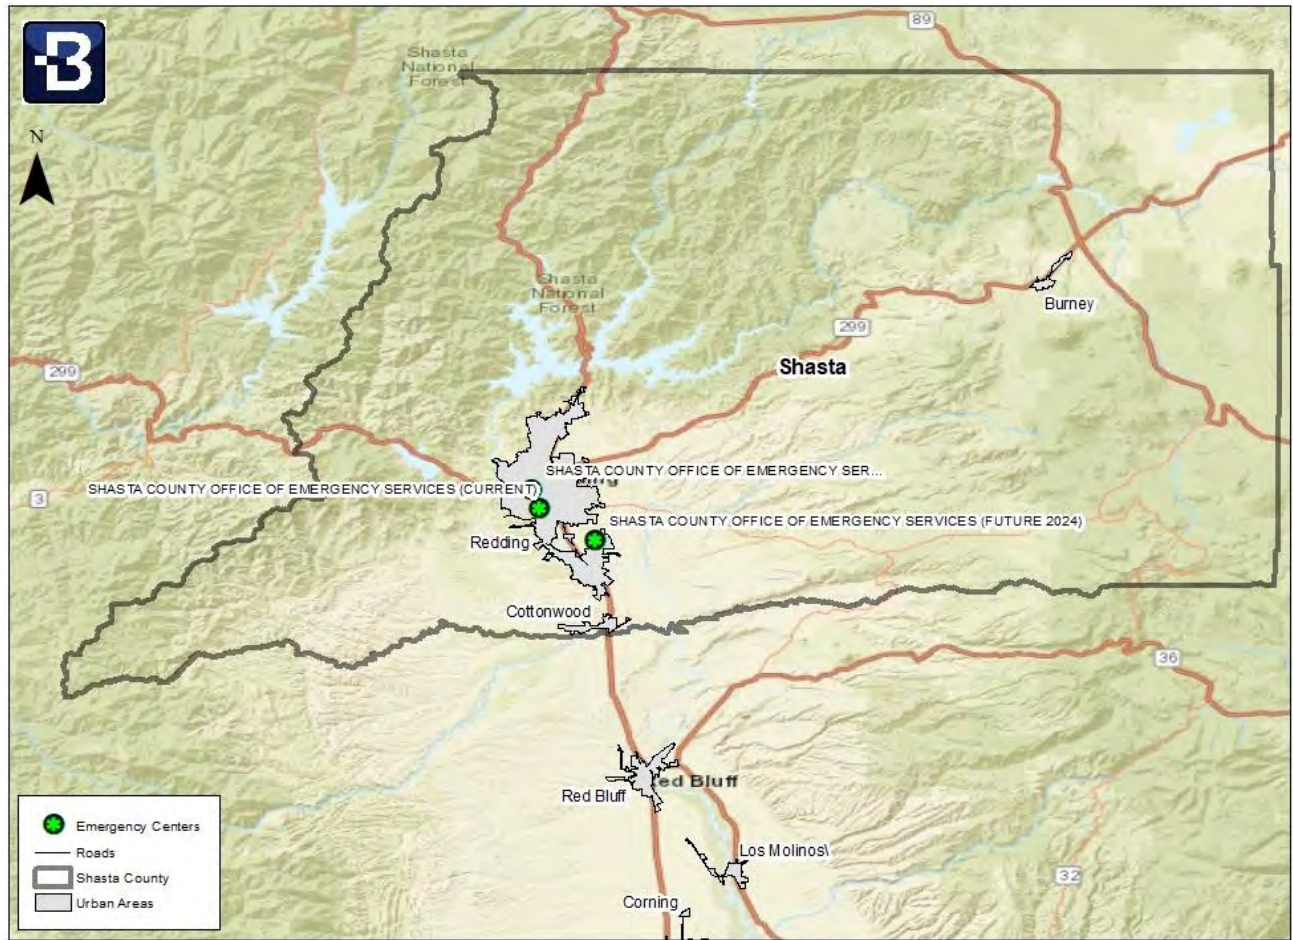 B
89
Shasta
National
Forest
N
Shasta
National
Forest
Burney
299
Shasta
299
SHASTA COUNTY OFFICE OF EMERGENCY SER...
SHASTA COUNTY OFFICE OF EMERGENCY SERVICES (CURRENT)
3
SHASTA COUNTY OFFICE OF EMERGENCY SERVICES (FUTURE 2024)
Redding
Cottonwood
36
Red Bluff
Red Bluff
Los Molinos\
32
Corning
Emergency Centers
Roads
Shasta County
Urban Areas